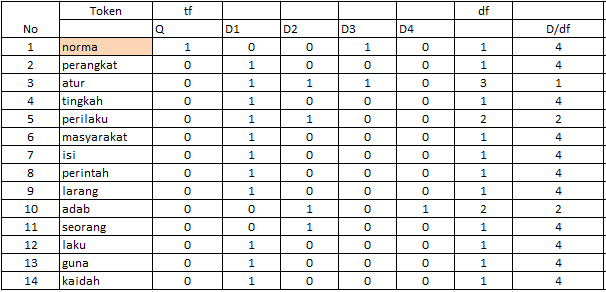 Token tf df
No Q D1 D2 D3 D4 D/df
1 norma 1 0 0 1 0 1 4
2 perangkat 0 1 0 0 0 1 4
3 atur 0 1 1 1 0 3 1
4 tingkah 0 1 0 0 0 1 4
5 perilaku 0 1 1 0 0 2 2
6 masyarakat 0 1 0 0 0 1 4
7 isi 0 1 0 0 0 1 4
8 perintah 0 1 0 0 0 1 4
9 larang 0 1 0 0 0 1 4
10 adab 0 0 1 0 1 2 2
11 seorang 0 0 1 0 0 1 4
12 laku 0 1 0 0 0 1 4
13 guna 0 1 0 0 0 1 4
14 kaidah 0 1 0 0 0 1 4